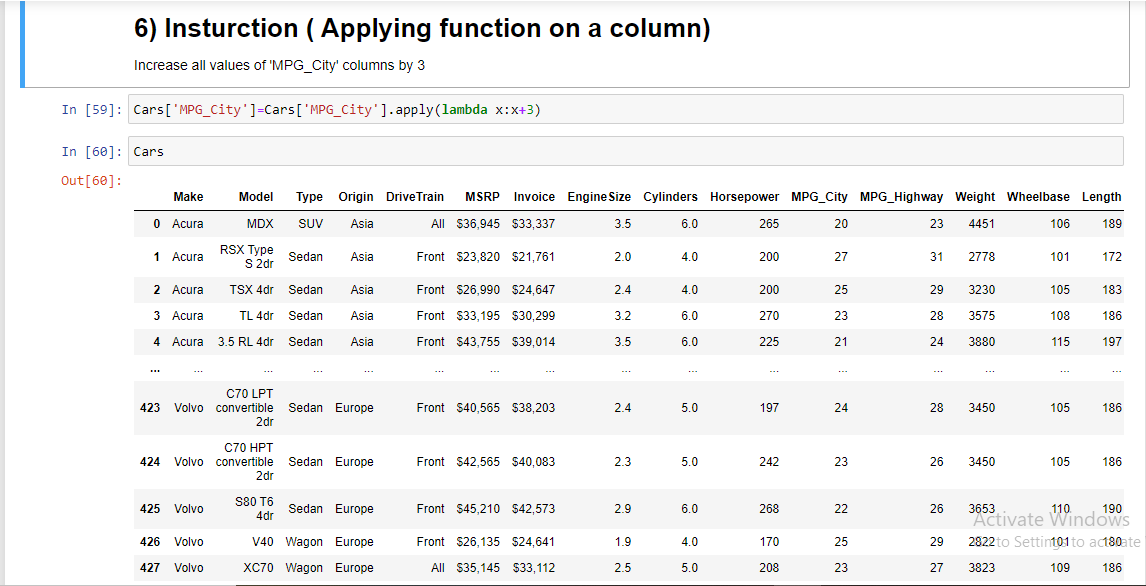 6) Insturction ( Applying function on a column)
Increase all values of 'MPG_City' columns by 3
In [59]: Cars['MPG_City']=Cars['MPG_City'].apply(lambda x:x+3)
In [60]: Cars
Out[60]:
Make Model Type Origin DriveTrain MSRP Invoice EngineSize Cylinders Horsepower MPG_City MPG_Highway Weight Wheelbase Length
0 Acura MDX SUV Asia All $36,945 $33,337 3.5 6.0 265 20 23 4451 106 189
1 Acura RSX Type S 2dr Sedan Asia Front $23,820 $21,761 2.0 4.0 200 27 31 2778 101 172
2 Acura TSX 4dr Sedan Asia Front $26,990 $24,647 2.4 4.0 200 25 29 3230 105 183
3 Acura TL 4dr Sedan Asia Front $33,195 $30,299 3.2 6.0 270 23 28 3575 108 186
4 Acura 3.5 RL 4dr Sedan Asia Front $43,755 $39,014 3.5 6.0 225 21 24 3880 115 197
... ... ... ... ... ... ... ... ... ... ... ... ... ... ... ...
423 Volvo C70 LPT convertible 2dr Sedan Europe Front $40,565 $38,203 2.4 5.0 197 24 28 3450 105 186
424 Volvo C70 HPT convertible 2dr Sedan Europe Front $42,565 $40,083 2.3 5.0 242 23 26 3450 105 186
425 Volvo S80 T6 4dr Sedan Europe Front $45,210 $42,573 2.9 6.0 268 22 26 3653 110 190
426 Volvo V40 Wagon Europe Front $26,135 $24,641 1.9 4.0 170 25 29 2822 101 180
427 Volvo XC70 Wagon Europe All $35,145 $33,112 2.5 5.0 208 23 27 3823 109 186
Activate Windows
Go to Settings to activate